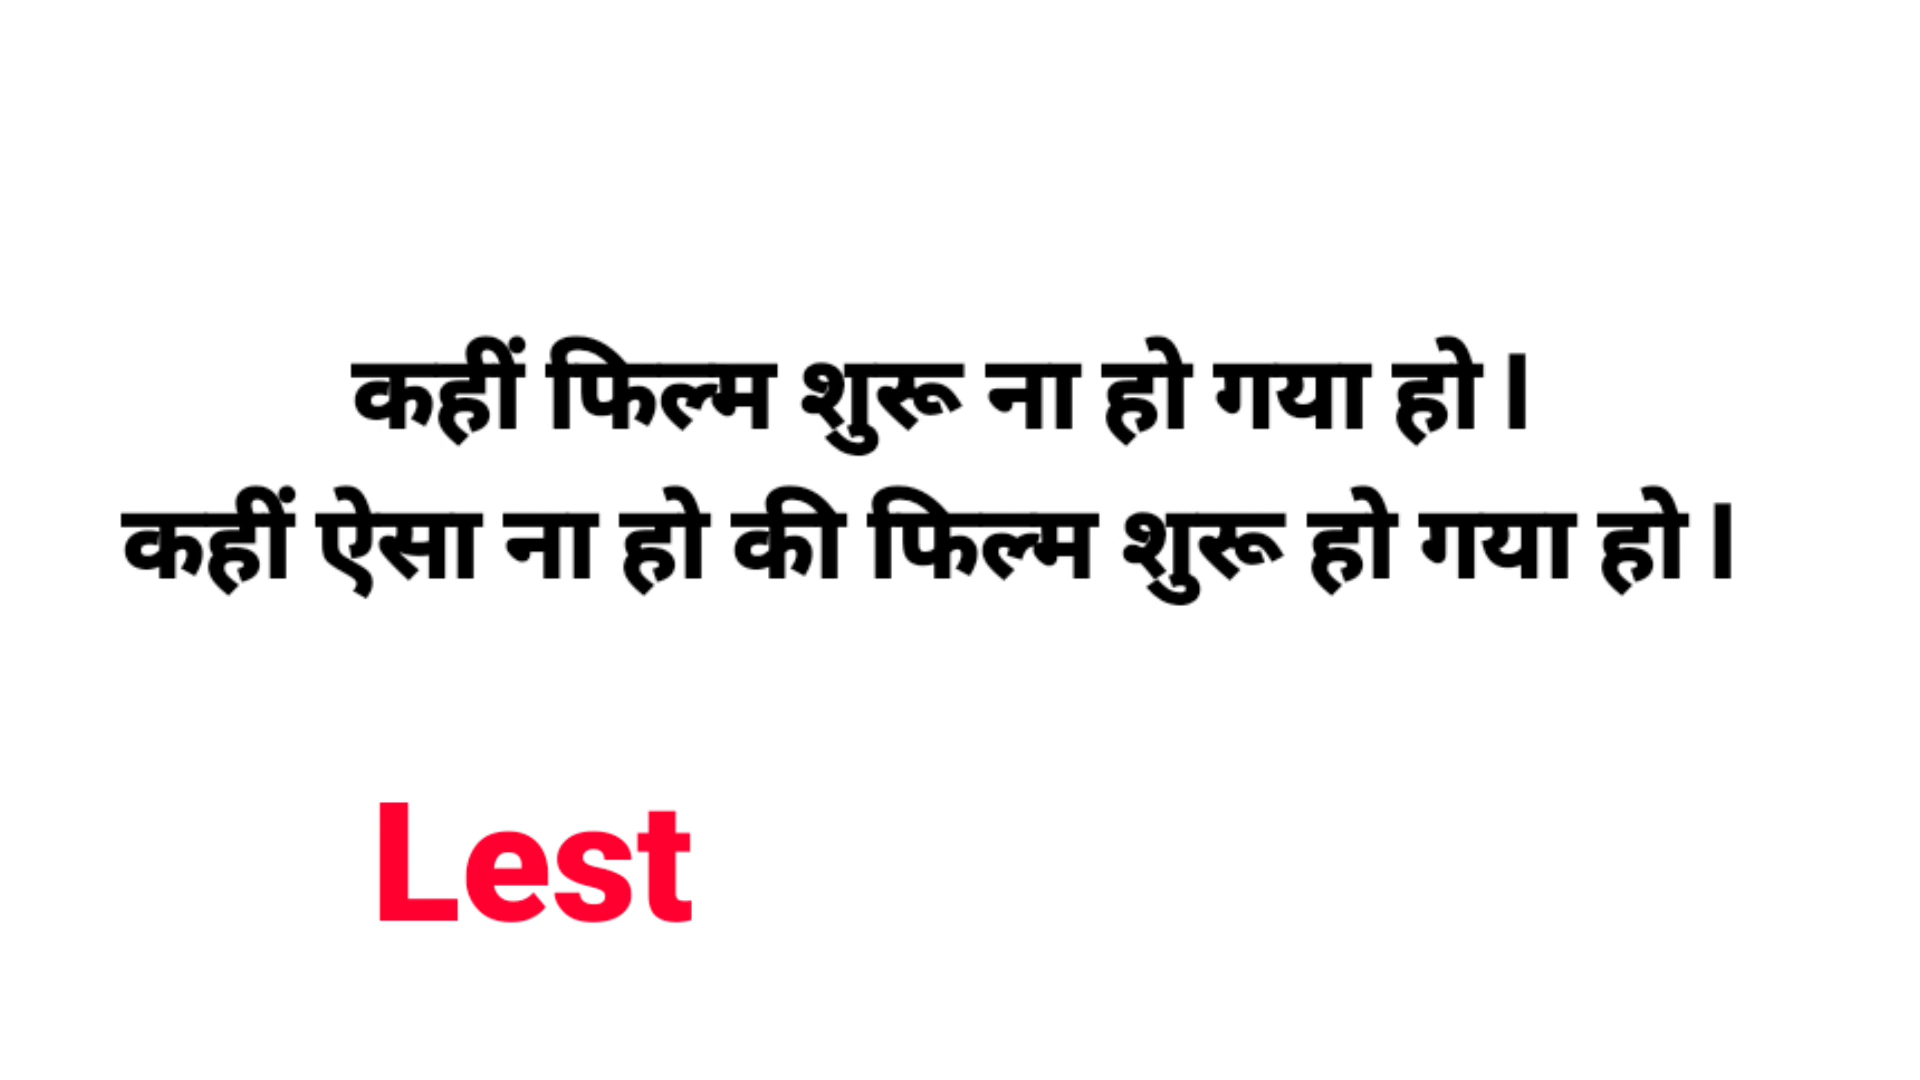 कहीं फिल्म शुरू ना हो गया हो।
कहीं ऐसा ना हो की फिल्म शुरू हो गया हो।
Lest